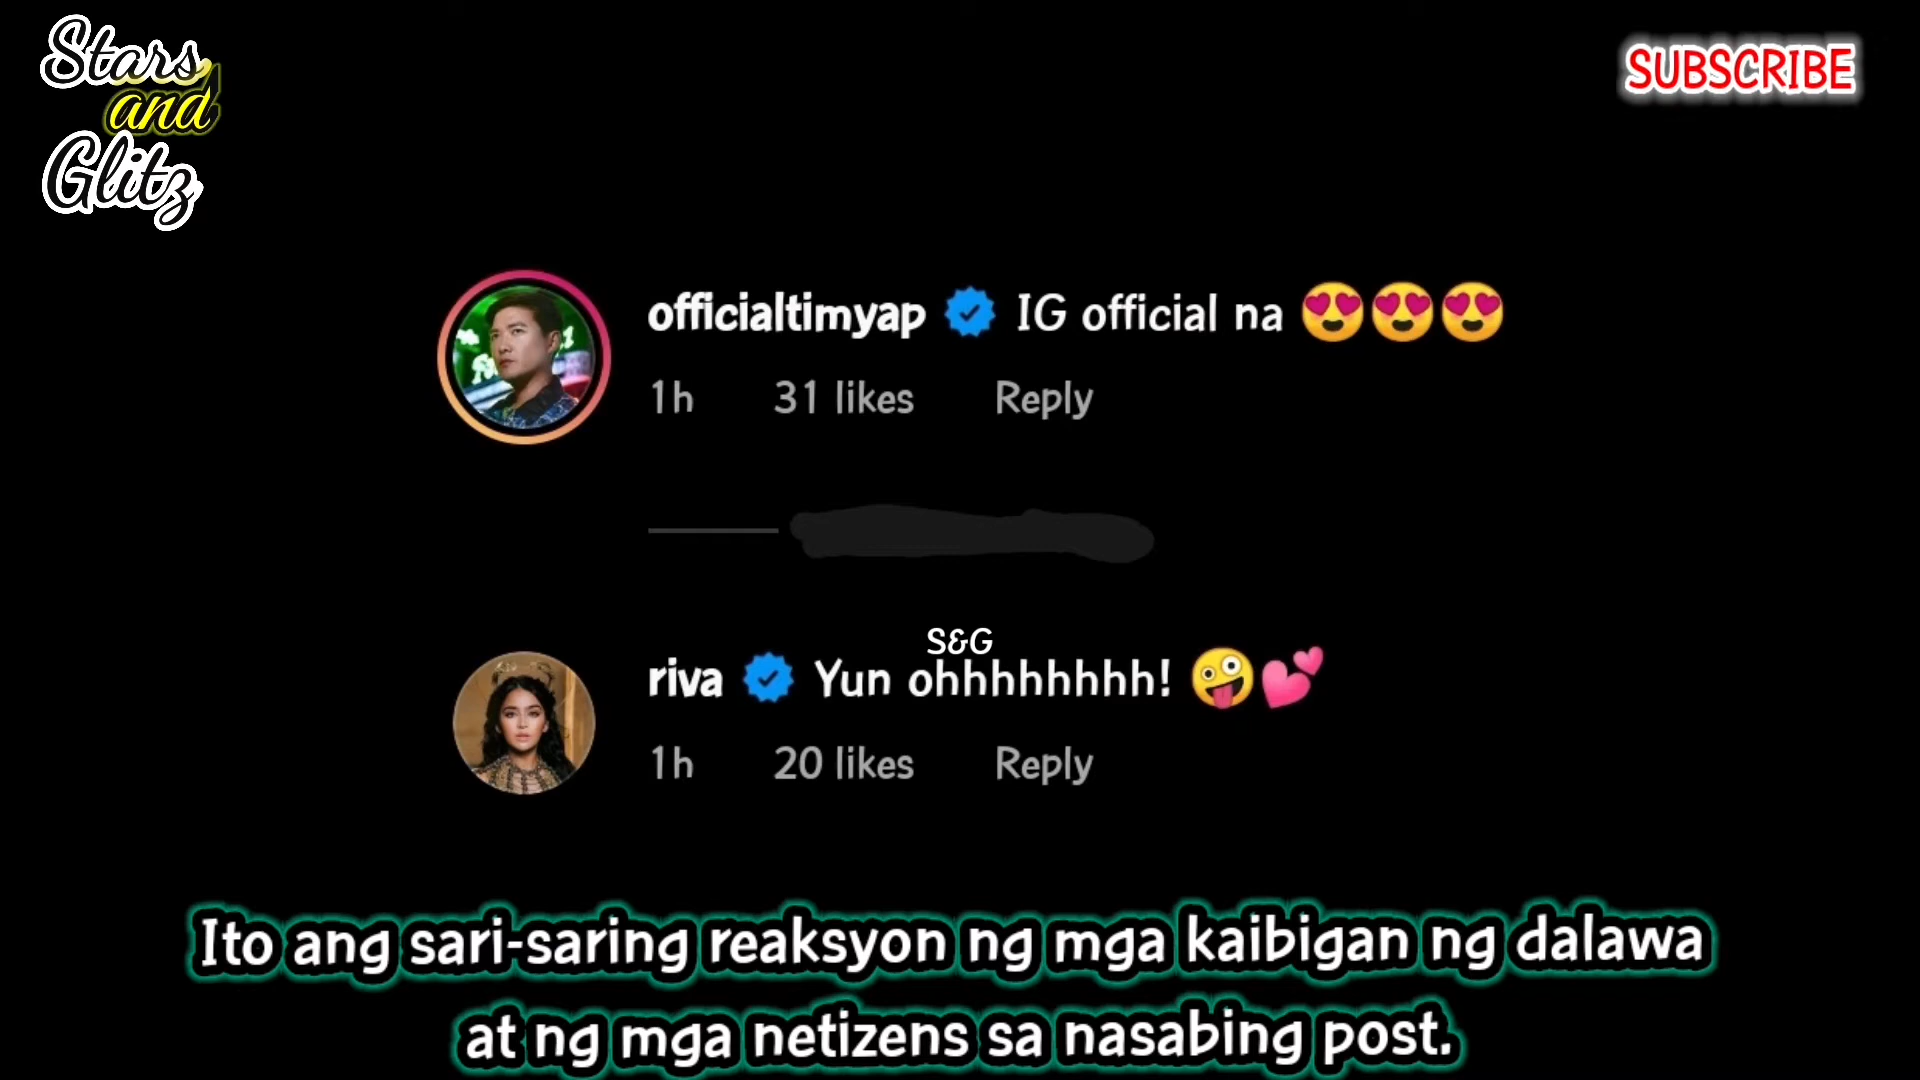 Stars
and
Glitz
SUBSCRIBE
officialtimyap IG official na 😍😍😍
1h 31 likes Reply
S&G
riva Yun ohhhhhhhh! 🤪💕
1h 20 likes Reply
Ito ang sari-saring reaksyon ng mga kaibigan ng dalawa
at ng mga netizens sa nasabing post.